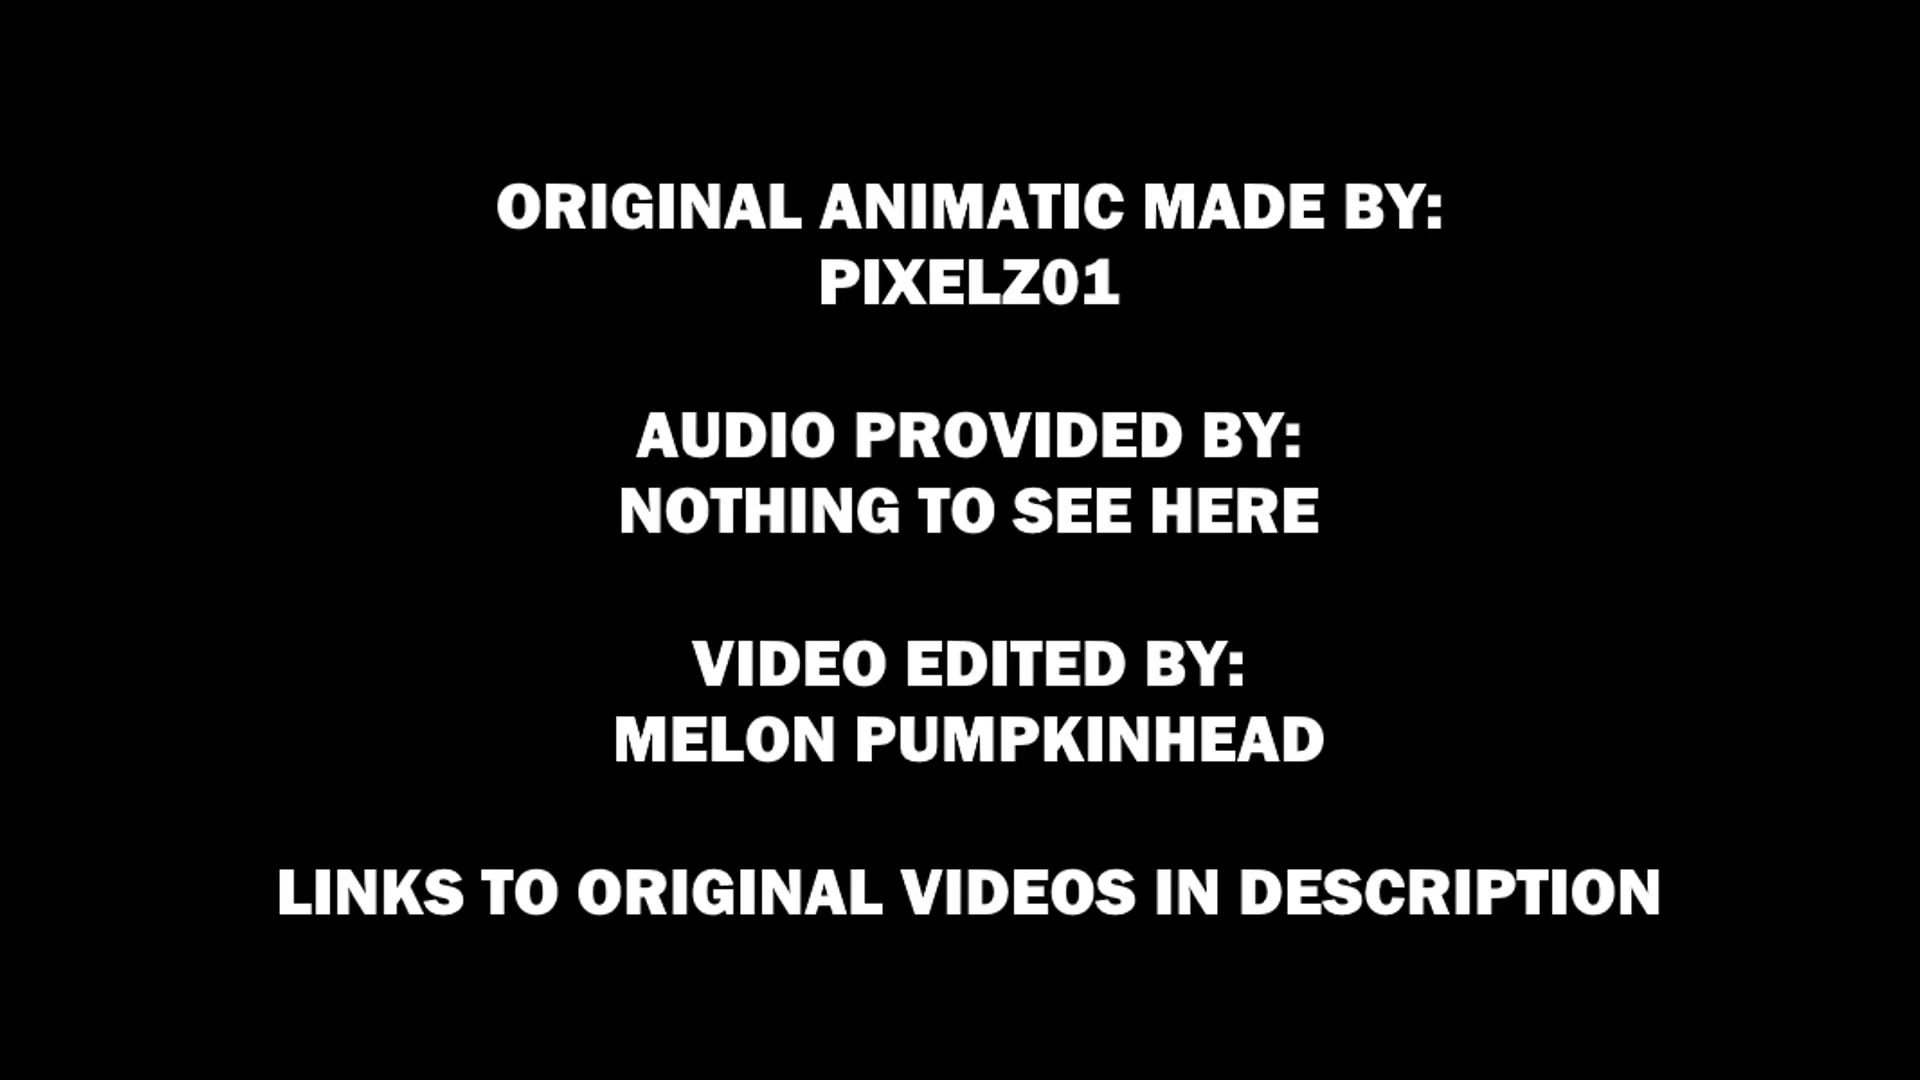 ORIGINAL ANIMATIC MADE BY:
PIXELZ01
AUDIO PROVIDED BY:
NOTHING TO SEE HERE
VIDEO EDITED BY:
MELON PUMPKINHEAD
LINKS TO ORIGINAL VIDEOS IN DESCRIPTION